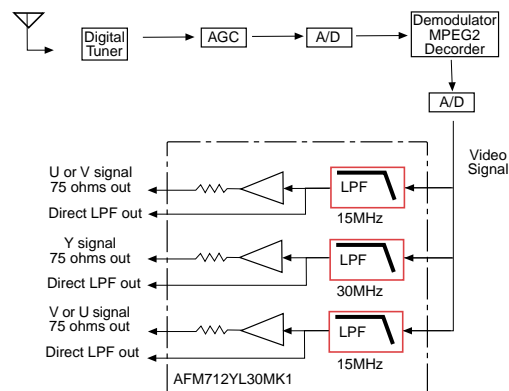 Digital
Tuner
AGC
A/D
Demodulator
MPEG2
Decorder
A/D
Video
Signal
U or V signal
75 ohms out
Direct LPF out
LPF
15MHz
Y signal
75 ohms out
Direct LPF out
LPF
30MHz
V or U signal
75 ohms out
Direct LPF out
LPF
15MHz
AFM712YL30MK1